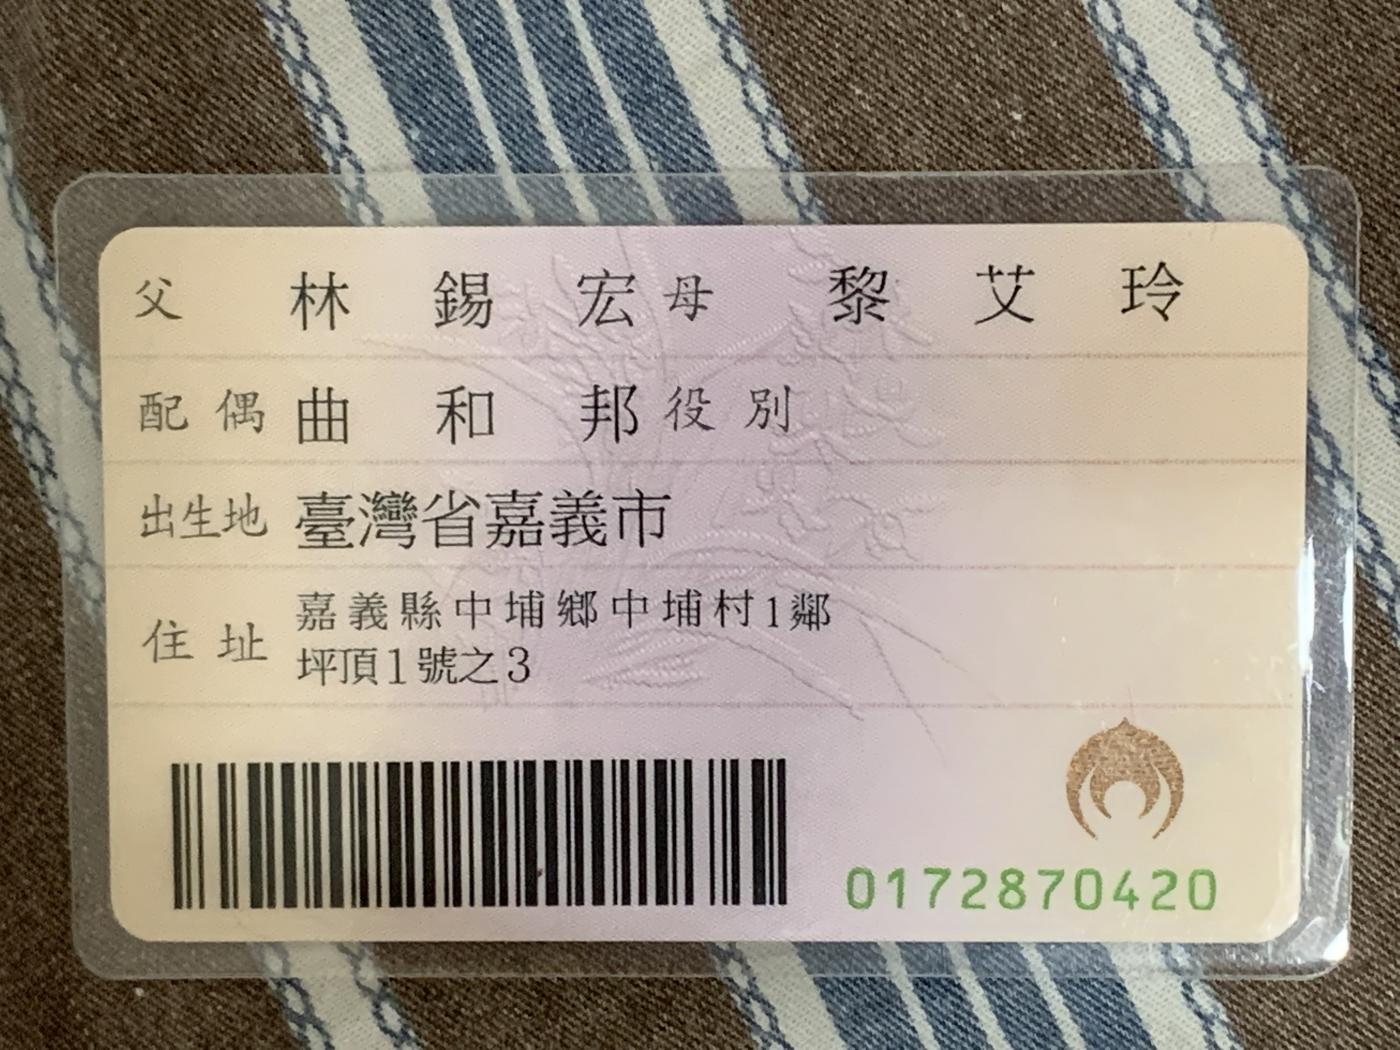 父 林錫宏 母 黎艾玲
配偶 曲和邦 役別
出生地 臺灣省嘉義市
住址 嘉義縣中埔鄉中埔村1鄰
坪頂1號之3
0172870420